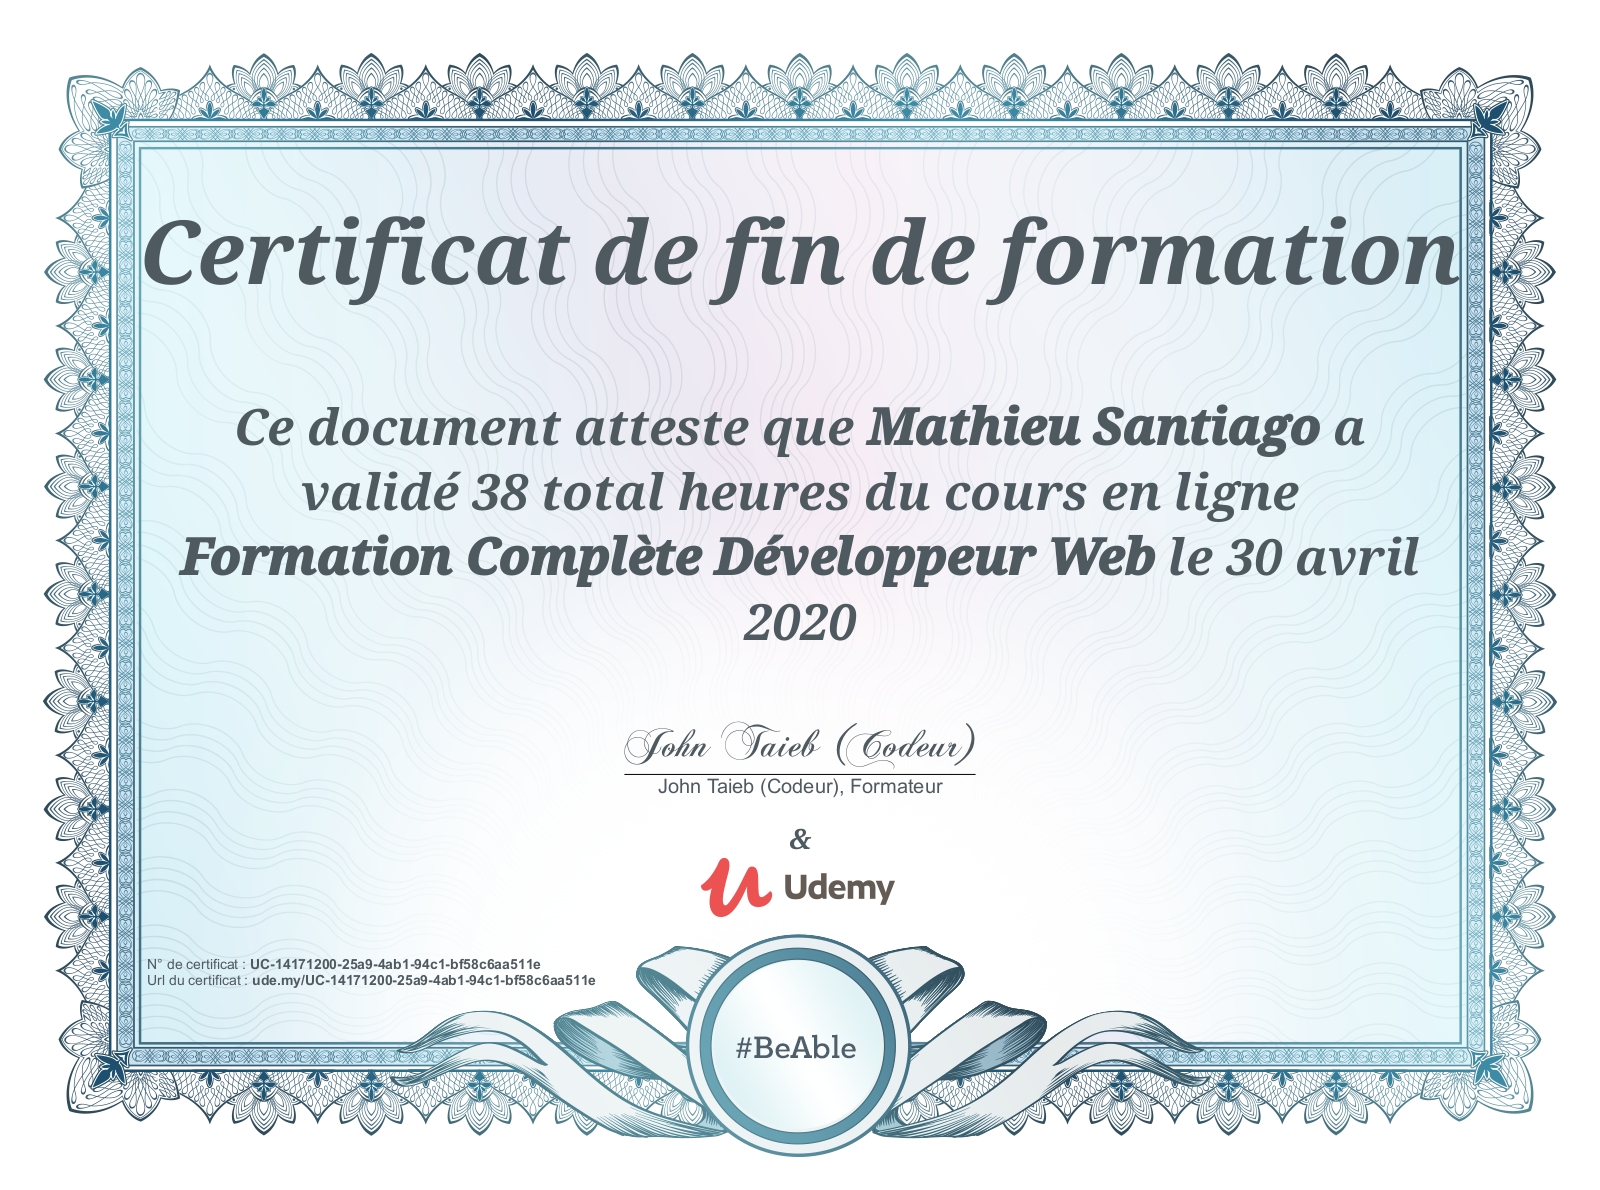 Certificat de fin de formation
Ce document atteste que Mathieu Santiago a
validé 38 total heures du cours en ligne
Formation Complète Développeur Web le 30 avril
2020
John Taieb (Codeur)
John Taieb (Codeur), Formateur
&
Udemy
N° de certificat : UC-14171200-25a9-4ab1-94c1-bf58c6aa511e
Url du certificat : ude.my/UC-14171200-25a9-4ab1-94c1-bf58c6aa511e
#BeAble